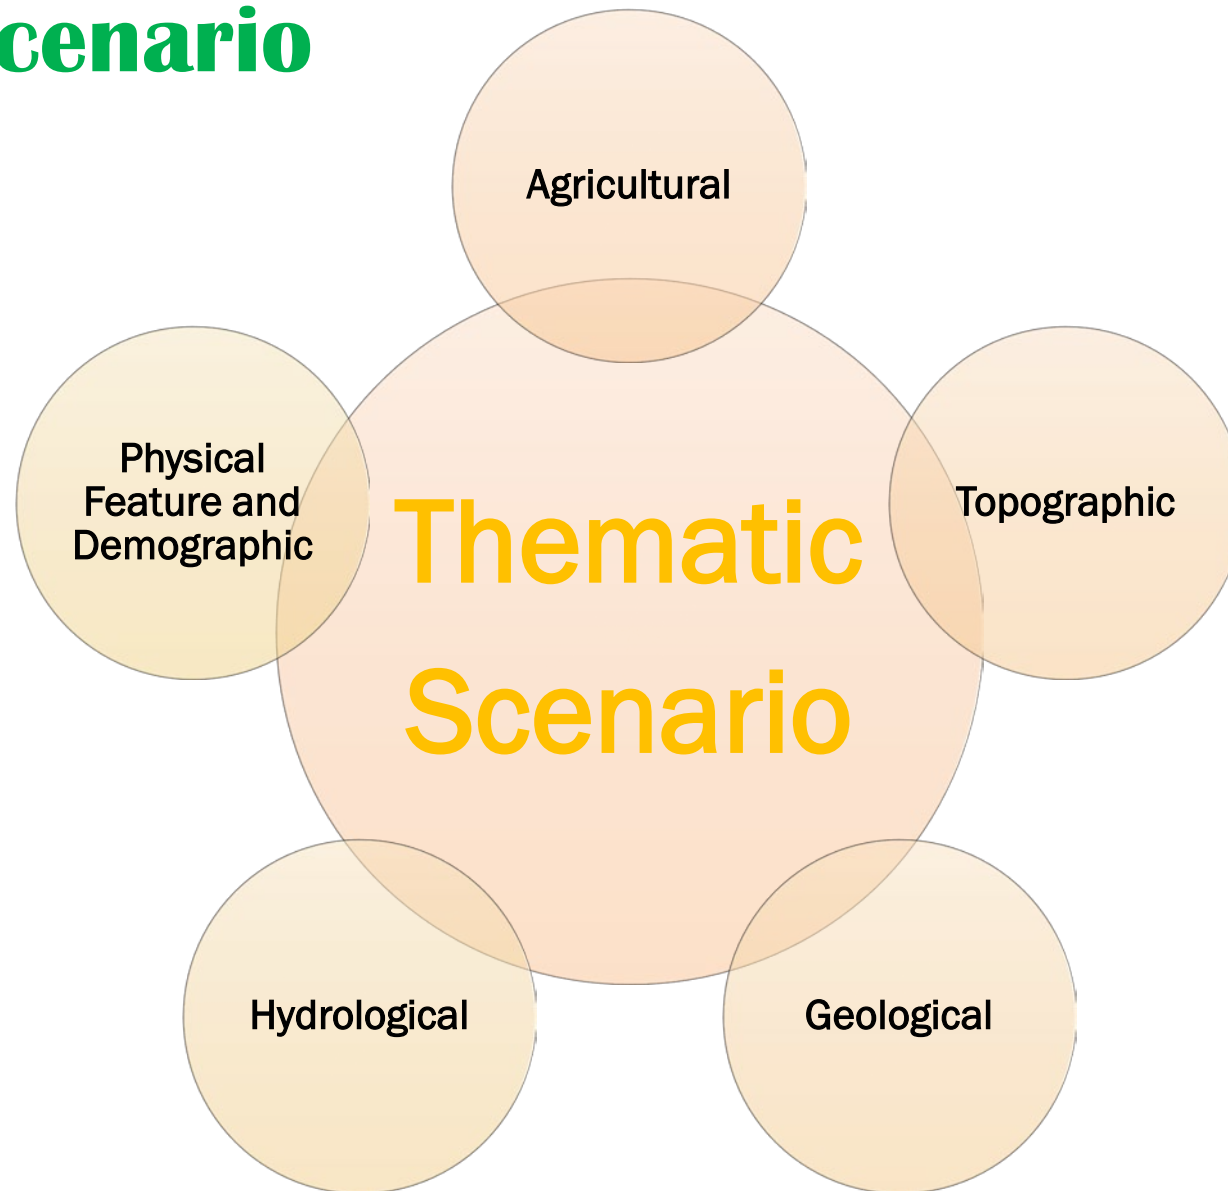 cenario
Agricultural
Physical
Feature and
Demographic
Topographic
Thematic
Scenario
Hydrological
Geological